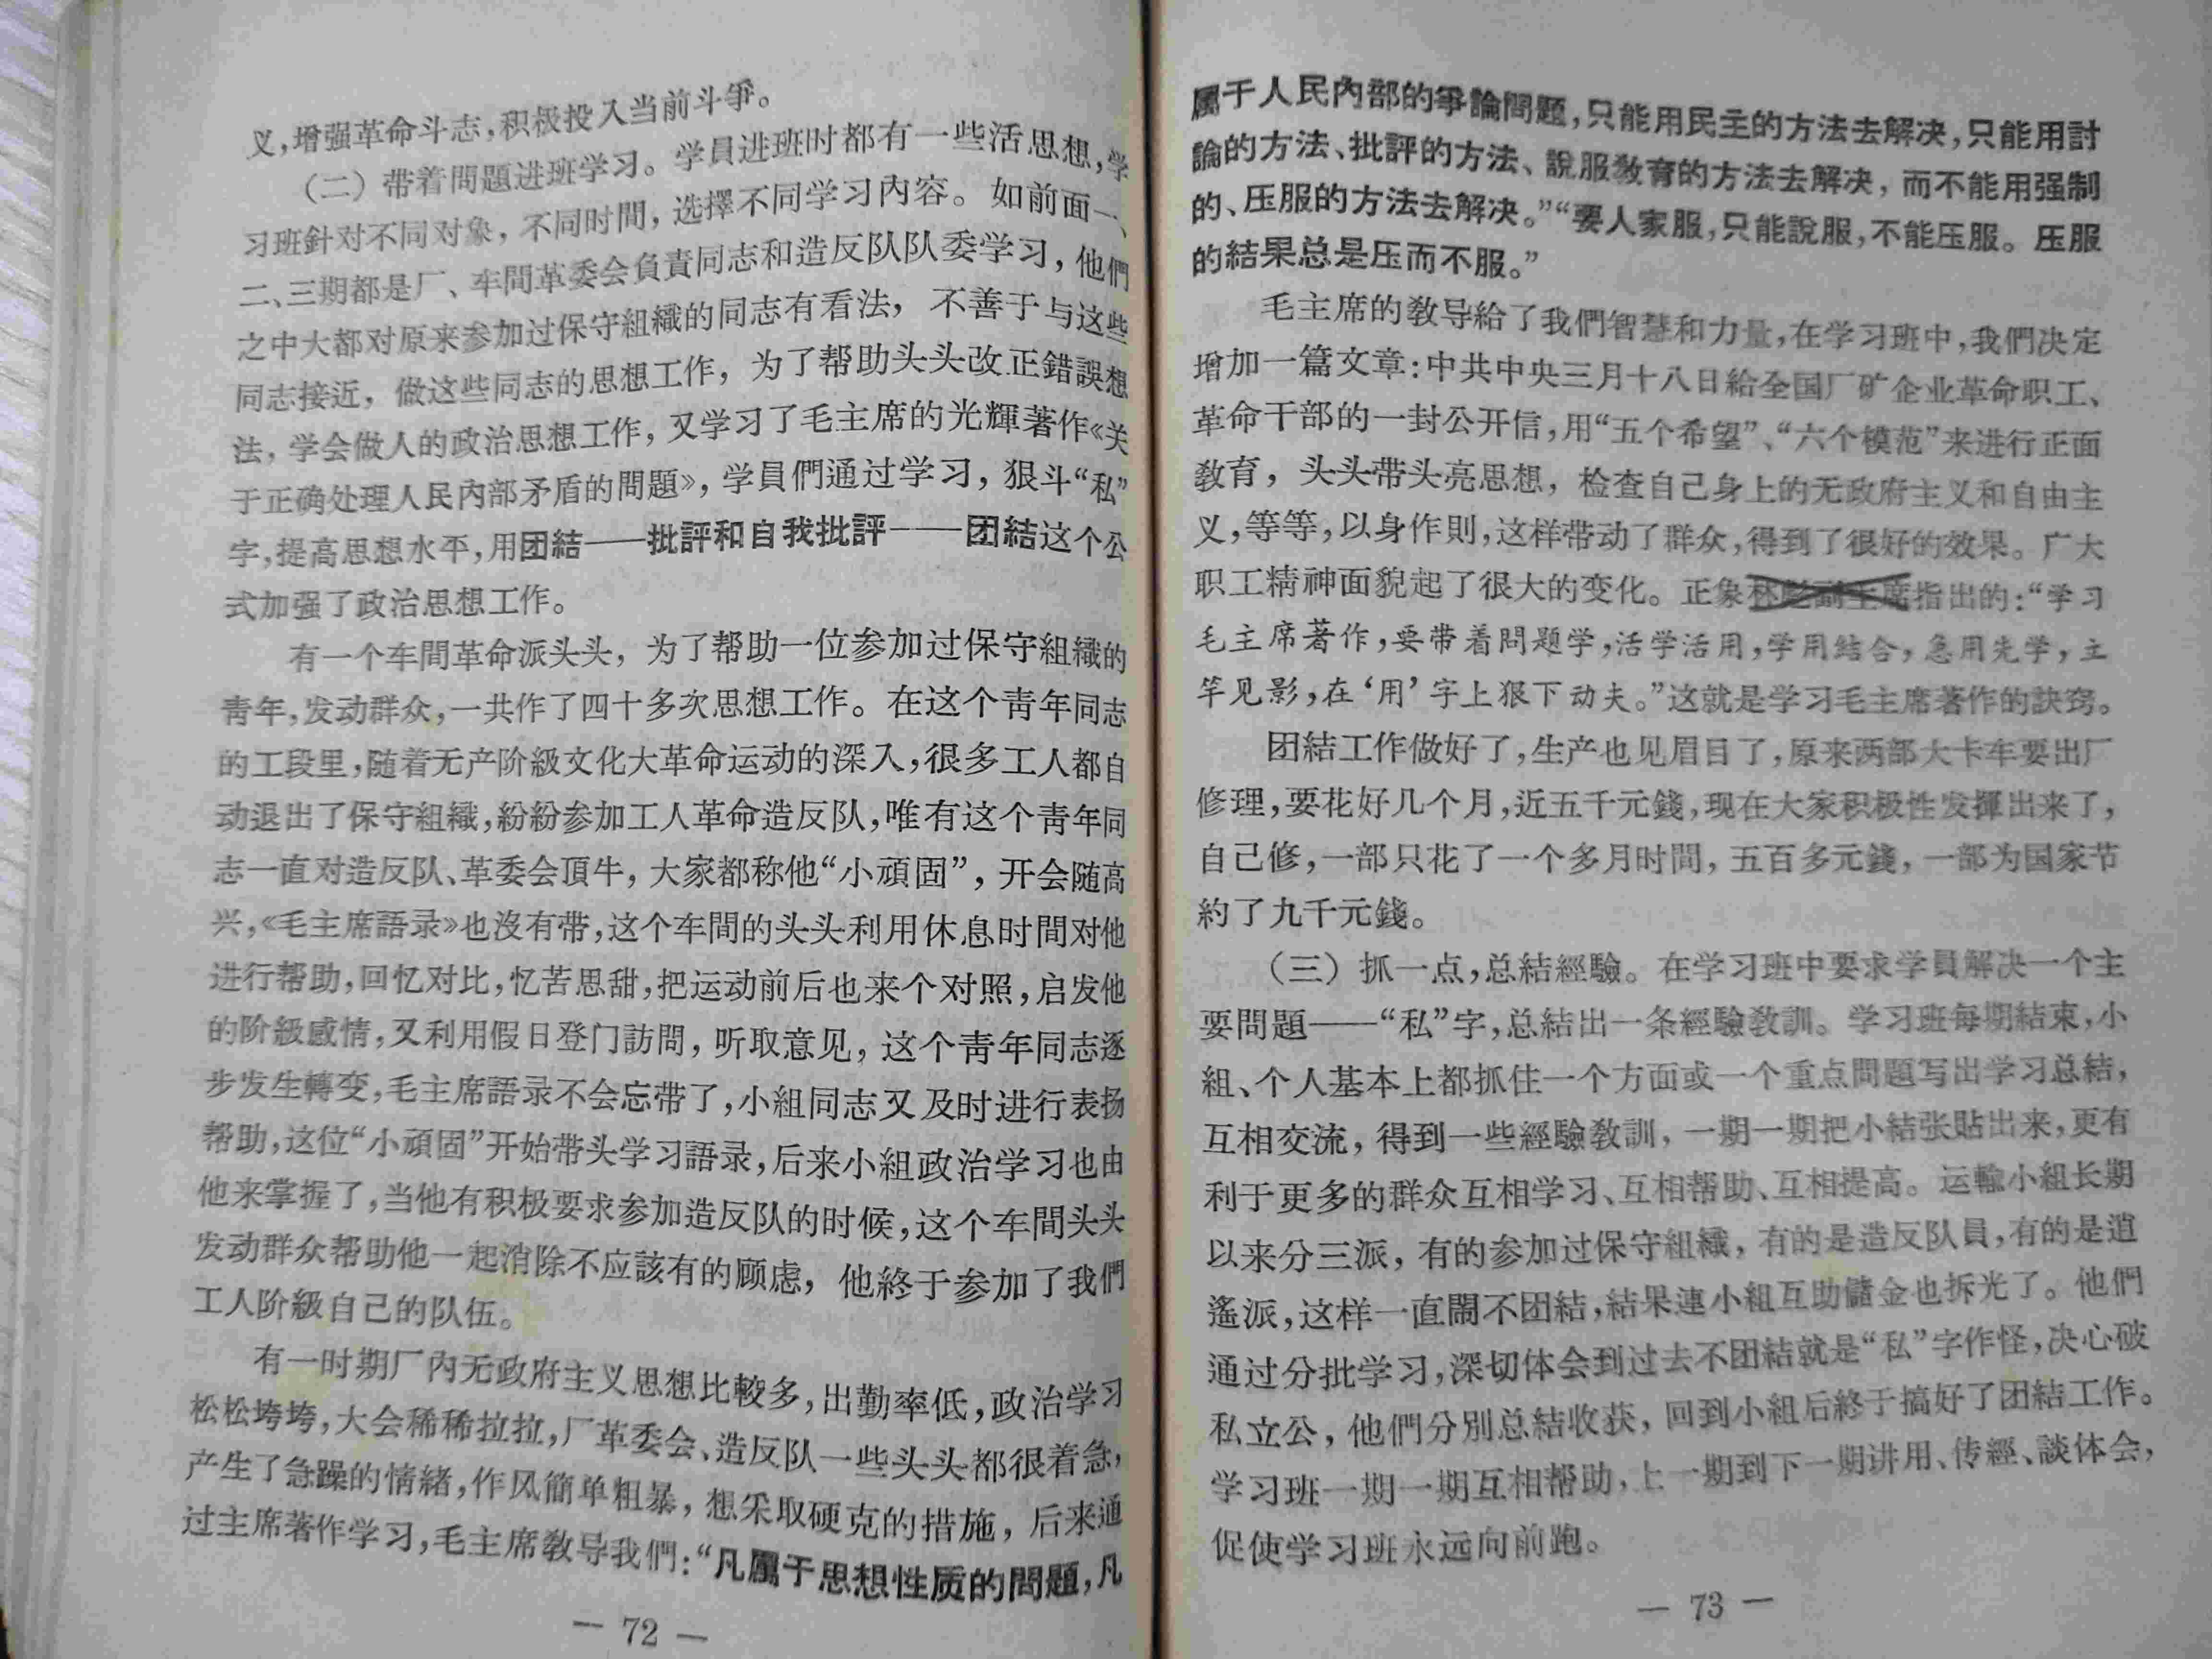 义,增强革命斗志,积极投入当前斗爭。
（二）带着問題进班学习。学員进班时都有一些活思想,学
习班針对不同对象，不同时間，选擇不同学习內容。如前面一、
二、三期都是厂、车間革委会負責同志和造反队队委学习，他們
之中大都对原来参加过保守組織的同志有看法，不善于与这些
同志接近，做这些同志的思想工作，为了帮助头头改正錯誤想
法，学会做人的政治思想工作，又学习了毛主席的光輝著作《关
于正确处理人民內部矛盾的問題》，学員們通过学习，狠斗“私”
字,提高思想水平,用团結——批評和自我批評——团結这个公
式加强了政治思想工作。
有一个车間革命派头头，为了帮助一位参加过保守組織的
青年,发动群众,一共作了四十多次思想工作。在这个青年同志
的工段里,随着无产阶級文化大革命运动的深入,很多工人都自
动退出了保守組織,紛紛参加工人革命造反队,唯有这个青年同
志一直对造反队、革委会頂牛，大家都称他“小頑固”，开会随高
兴,《毛主席語录》也沒有带,这个车間的头头利用休息时間对他
进行帮助,回忆对比,忆苦思甜,把运动前后也来个对照,启发他
的阶級感情,又利用假日登门訪問，听取意见，这个青年同志逐
步发生轉变,毛主席語录不会忘带了,小組同志又及时进行表扬
帮助,这位“小頑固”开始带头学习語录,后来小組政治学习也由
他来掌握了,当他有积极要求参加造反队的时候,这个车間头头
发动群众帮助他一起消除不应該有的顾虑，他終于参加了我們
工人阶級自己的队伍。
有一时期厂内无政府主义思想比較多,出勤率低,政治学习
松松垮垮,大会稀稀拉拉,厂革委会、造反队一些头头都很着急,
产生了急躁的情緒,作风簡单粗暴，想采取硬克的措施，后来通
过主席著作学习,毛主席敎导我們:“凡屬于思想性质的問題,凡
— 72 —
屬于人民內部的爭論問題,只能用民主的方法去解决,只能用討
論的方法、批評的方法、說服敎育的方法去解决，而不能用强制
的、压服的方法去解决。”“要人家服,只能說服,不能压服。压服
的結果总是压而不服。”
毛主席的敎导給了我們智慧和力量,在学习班中,我們决定
增加一篇文章:中共中央三月十八日給全国厂矿企业革命职工、
革命干部的一封公开信,用“五个希望”、“六个模范”来进行正面
敎育，头头带头亮思想，检查自己身上的无政府主义和自由主
义,等等,以身作則,这样带动了群众,得到了很好的效果。广大
职工精神面貌起了很大的变化。正象林彪副主席指出的:“学习
毛主席著作,要带着問題学,活学活用,学用結合,急用先学,立
竿见影,在‘用’字上狠下功夫。”这就是学习毛主席著作的訣窍。
团結工作做好了,生产也见眉目了,原来两部大卡车要出厂
修理,要花好几个月,近五千元錢,现在大家积极性发揮出来了,
自己修,一部只花了一个多月时間，五百多元錢，一部为国家节
約了九千元錢。
（三）抓一点,总結經驗。在学习班中要求学員解决一个主
要問題——“私”字,总結出一条經驗敎訓。学习班每期結束,小
組、个人基本上都抓住一个方面或一个重点問題写出学习总結,
互相交流，得到一些經驗敎訓，一期一期把小結张貼出来,更有
利于更多的群众互相学习、互相帮助、互相提高。运輸小組长期
以来分三派，有的参加过保守組織，有的是造反队員,有的是逍
遙派,这样一直閙不团結,結果連小組互助儲金也拆光了。他們
通过分批学习,深切体会到过去不团結就是“私”字作怪,决心破
私立公，他們分別总結收获，回到小組后終于搞好了团結工作。
学习班一期一期互相帮助,上一期到下一期讲用、传經、談体会,
促使学习班永远向前跑。
— 73 —